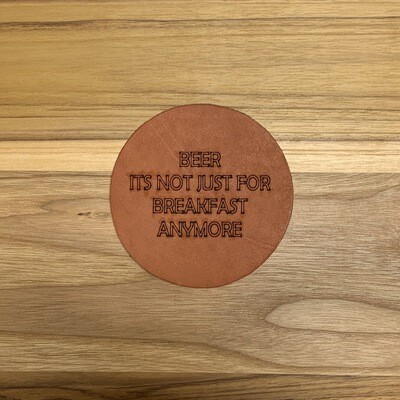 BEER
ITS NOT JUST FOR
BREAKFAST
ANYMORE